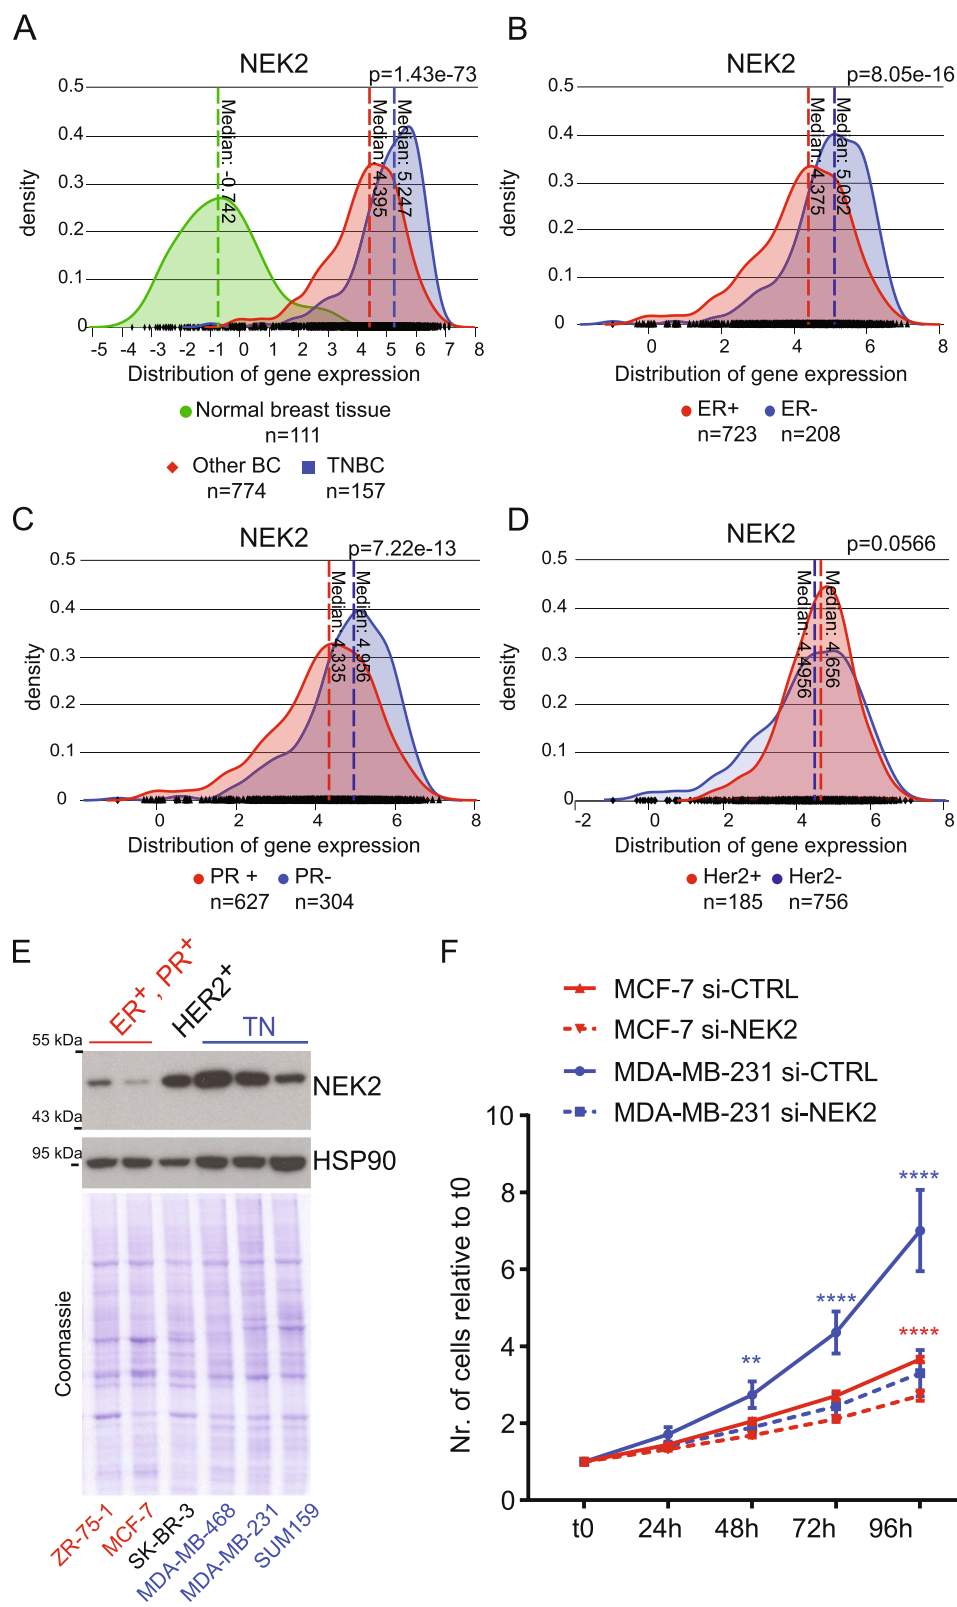 A
NEK2
p=1.43e-73
0.5
0.4
0.3
0.2
0.1
0
density
Median: -0.742
Median: 4.395
Median: 5.247
-5 -4 -3 -2 -1 0 1 2 3 4 5 6 7 8
Distribution of gene expression
Normal breast tissue
n=111
Other BC TNBC
n=774 n=157
B
NEK2
p=8.05e-16
0.5
0.4
0.3
0.2
0.1
0
density
Median: 4.375
Median: 5.092
0 2 4 6 8
Distribution of gene expression
ER+ ER-
n=723 n=208
C
NEK2
p=7.22e-13
0.5
0.4
0.3
0.2
0.1
0
density
Median: 4.335
Median: 4.956
0 2 4 6 8
Distribution of gene expression
PR + PR-
n=627 n=304
D
NEK2
p=0.0566
0.5
0.4
0.3
0.2
0.1
0
density
Median: 4.4956
Median: 4.656
-2 0 2 4 6 8
Distribution of gene expression
Her2+ Her2-
n=185 n=756
E
ER+, PR+
HER2+
TN
55 kDa
NEK2
43 kDa
95 kDa
HSP90
Coomassie
ZR-75-1
MCF-7
SK-BR-3
MDA-MB-468
MDA-MB-231
SUM159
F
MCF-7 si-CTRL
MCF-7 si-NEK2
MDA-MB-231 si-CTRL
MDA-MB-231 si-NEK2
10
8
6
4
2
0
Nr. of cells relative to t0
**
****
****
****
t0 24h 48h 72h 96h